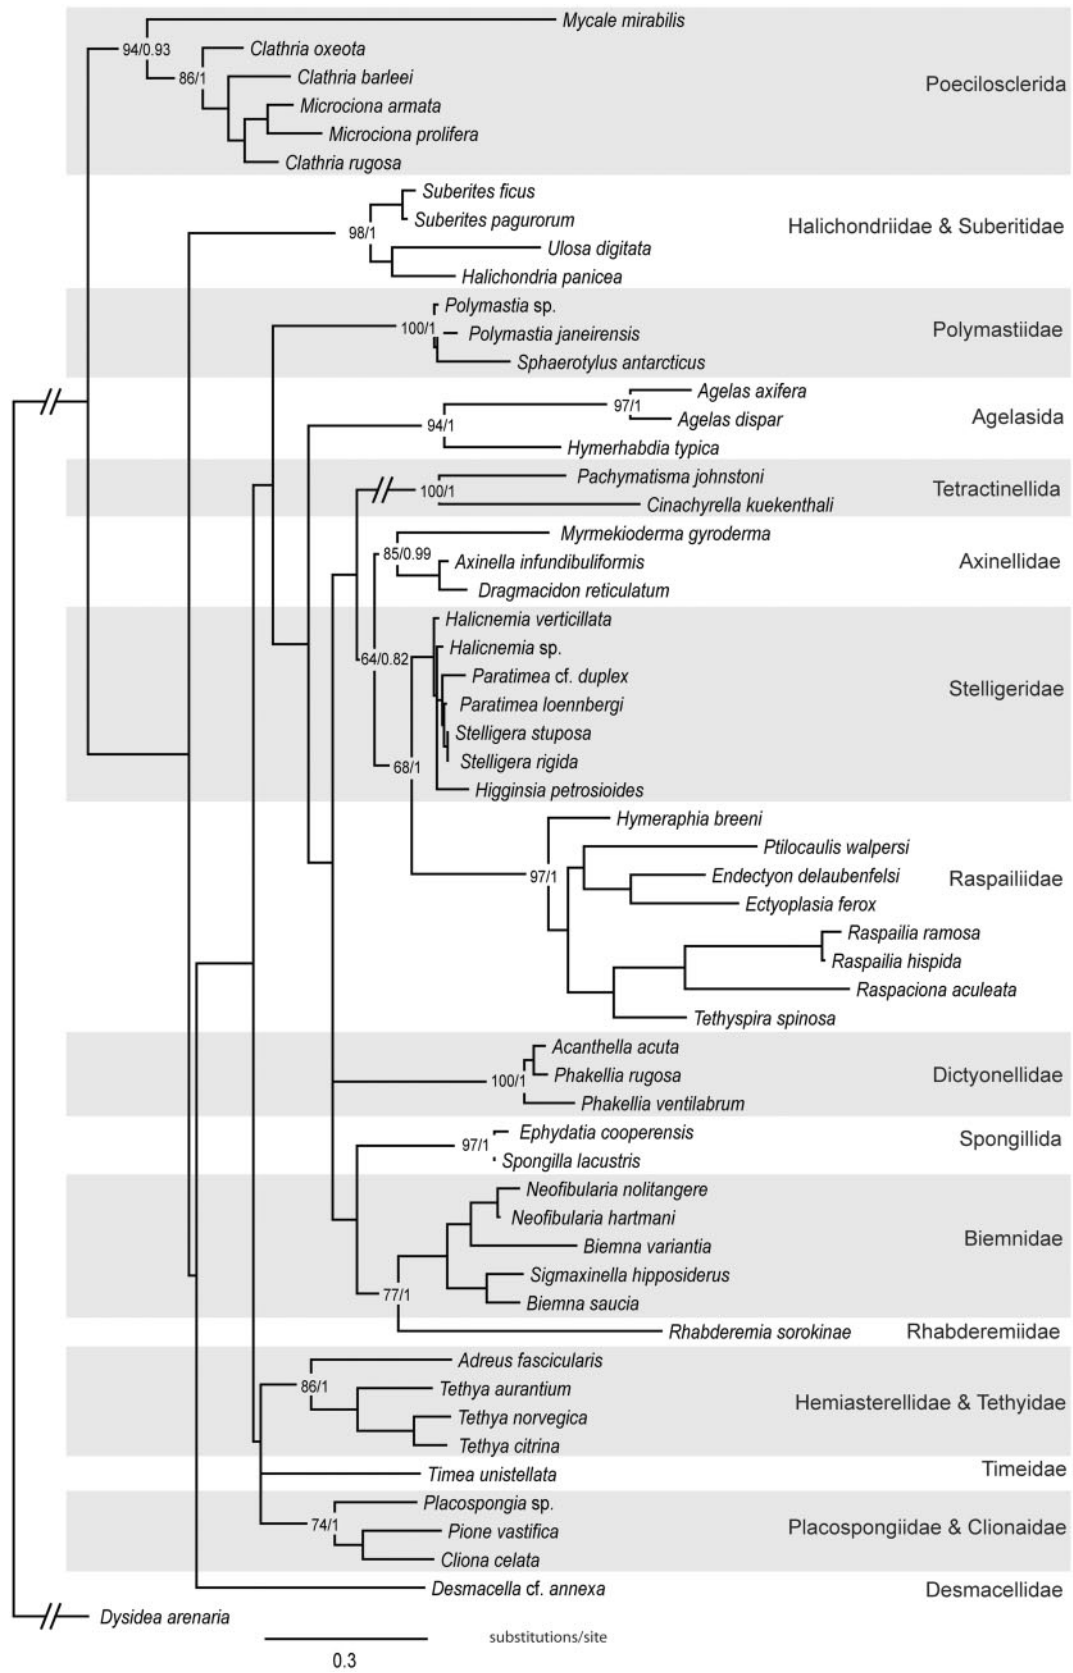 Mycale mirabilis
94/0.93
Clathria oxeota
86/1
Clathria barleei
Poecilosclerida
Microciona armata
Microciona prolifera
Clathria rugosa
Suberites ficus
Suberites pagurorum
98/1
Halichondriidae & Suberitidae
Ulosa digitata
Halichondria panicea
Polymastia sp.
100/1
Polymastia janeirensis
Polymastiidae
Sphaerotylus antarcticus
Agelas axifera
97/1
Agelas dispar
94/1
Agelasida
Hymerhabdia typica
Pachymatisma johnstoni
100/1
Tetractinellida
Cinachyrella kuekenthali
Myrmekioderma gyroderma
85/0.99
Axinella infundibuliformis
Axinellidae
Dragmacidon reticulatum
Halicnemia verticillata
Halicnemia sp.
64/0.82
Paratimea cf. duplex
Stelligeridae
Paratimea loennbergi
Stelligera stuposa
Stelligera rigida
68/1
Higginsia petrosioides
Hymeraphia breeni
Ptilocaulis walpersi
97/1
Endectyon delaubenfelsi
Raspailiidae
Ectyoplasia ferox
Raspailia ramosa
Raspailia hispida
Raspaciona aculeata
Tethyspira spinosa
Acanthella acuta
100/1
Phakellia rugosa
Dictyonellidae
Phakellia ventilabrum
Ephydatia cooperensis
97/1
Spongillida
Spongilla lacustris
Neofibularia nolitangere
Neofibularia hartmani
Biemnidae
Biemna variantia
Sigmaxinella hipposiderus
77/1
Biemna saucia
Rhabderemia sorokinae
Rhabderemiidae
Adreus fascicularis
86/1
Tethya aurantium
Hemiasterellidae & Tethyidae
Tethya norvegica
Tethya citrina
Timea unistellata
Timeidae
Placospongia sp.
74/1
Pione vastifica
Placospongiidae & Clionaidae
Cliona celata
Desmacella cf. annexa
Desmacellidae
Dysidea arenaria
substitutions/site
0.3